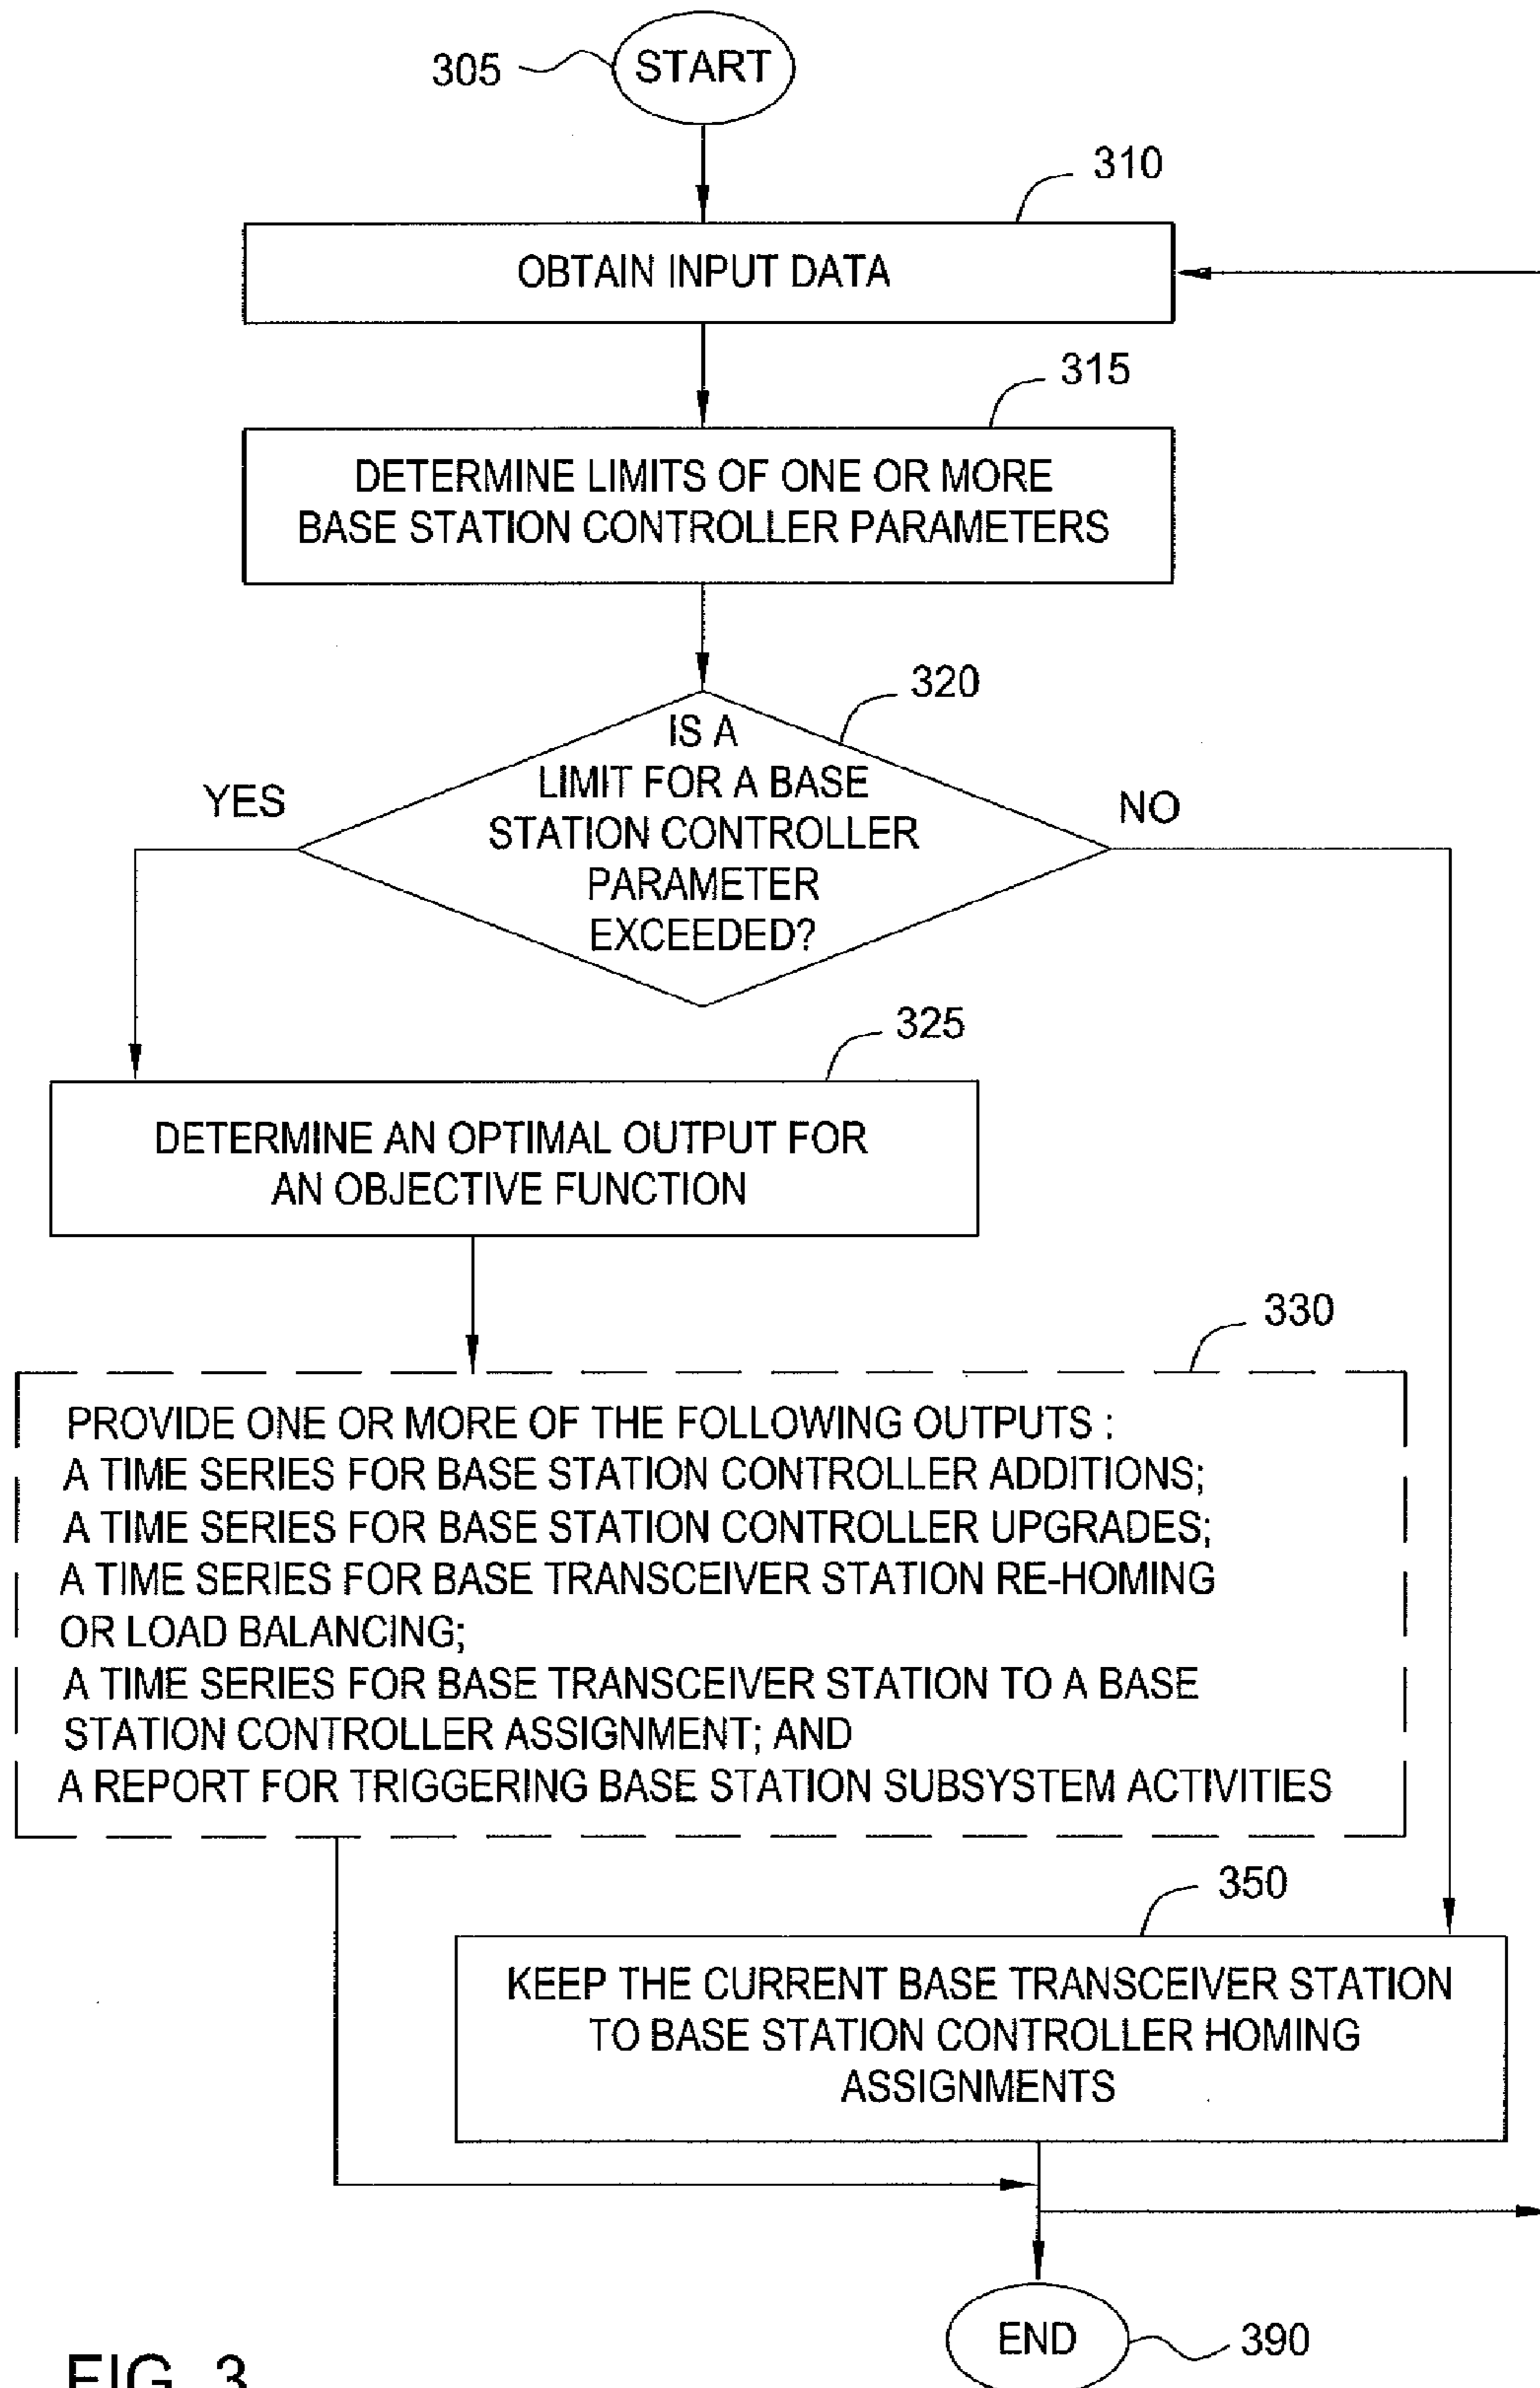 305
START
310
OBTAIN INPUT DATA
315
DETERMINE LIMITS OF ONE OR MORE
BASE STATION CONTROLLER PARAMETERS
320
IS A
LIMIT FOR A BASE
STATION CONTROLLER
PARAMETER
EXCEEDED?
YES
NO
325
DETERMINE AN OPTIMAL OUTPUT FOR
AN OBJECTIVE FUNCTION
330
PROVIDE ONE OR MORE OF THE FOLLOWING OUTPUTS :
A TIME SERIES FOR BASE STATION CONTROLLER ADDITIONS;
A TIME SERIES FOR BASE STATION CONTROLLER UPGRADES;
A TIME SERIES FOR BASE TRANSCEIVER STATION RE-HOMING
OR LOAD BALANCING;
A TIME SERIES FOR BASE TRANSCEIVER STATION TO A BASE
STATION CONTROLLER ASSIGNMENT; AND
A REPORT FOR TRIGGERING BASE STATION SUBSYSTEM ACTIVITIES
350
KEEP THE CURRENT BASE TRANSCEIVER STATION
TO BASE STATION CONTROLLER HOMING
ASSIGNMENTS
END
390
FIG. 3